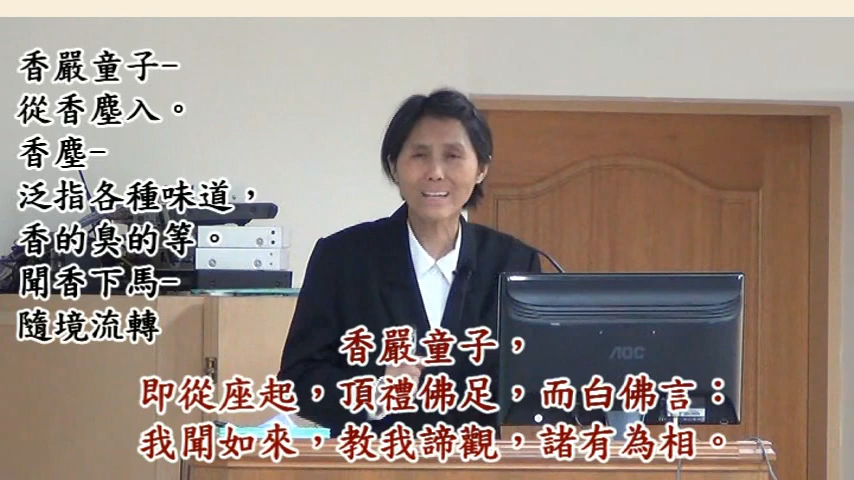 香嚴童子-
從香塵入。
香塵-
泛指各種味道，
香的臭的等。
聞香下馬-
隨境流轉
AOC
香嚴童子，
即從座起，頂禮佛足，而白佛言：
我聞如來，教我諦觀，諸有為相。